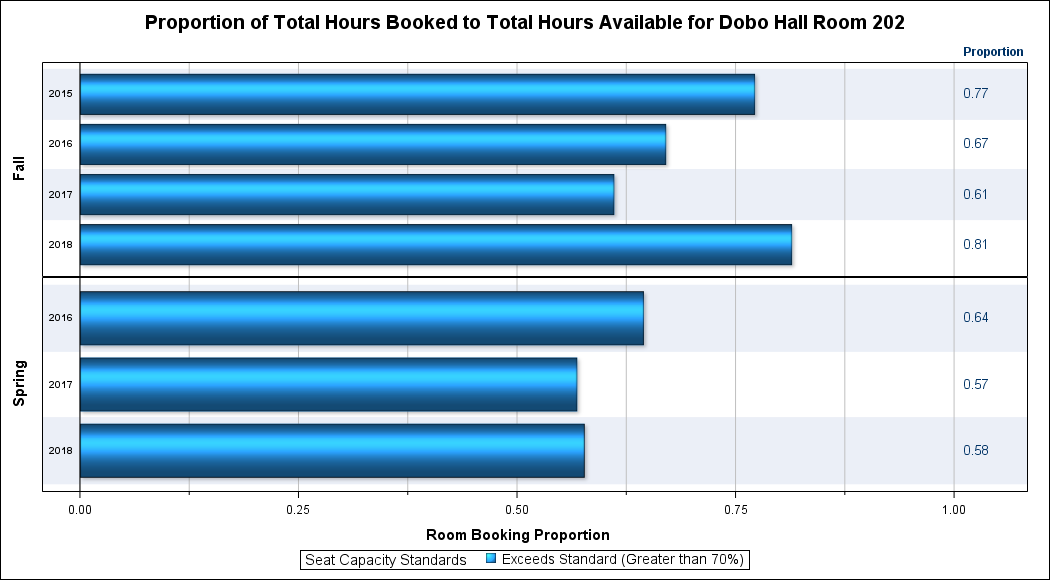 Proportion of Total Hours Booked to Total Hours Available for Dobo Hall Room 202
Proportion
Fall
2015 0.77
2016 0.67
2017 0.61
2018 0.81
Spring
2016 0.64
2017 0.57
2018 0.58
0.00 0.25 0.50 0.75 1.00
Room Booking Proportion
Seat Capacity Standards Exceeds Standard (Greater than 70%)